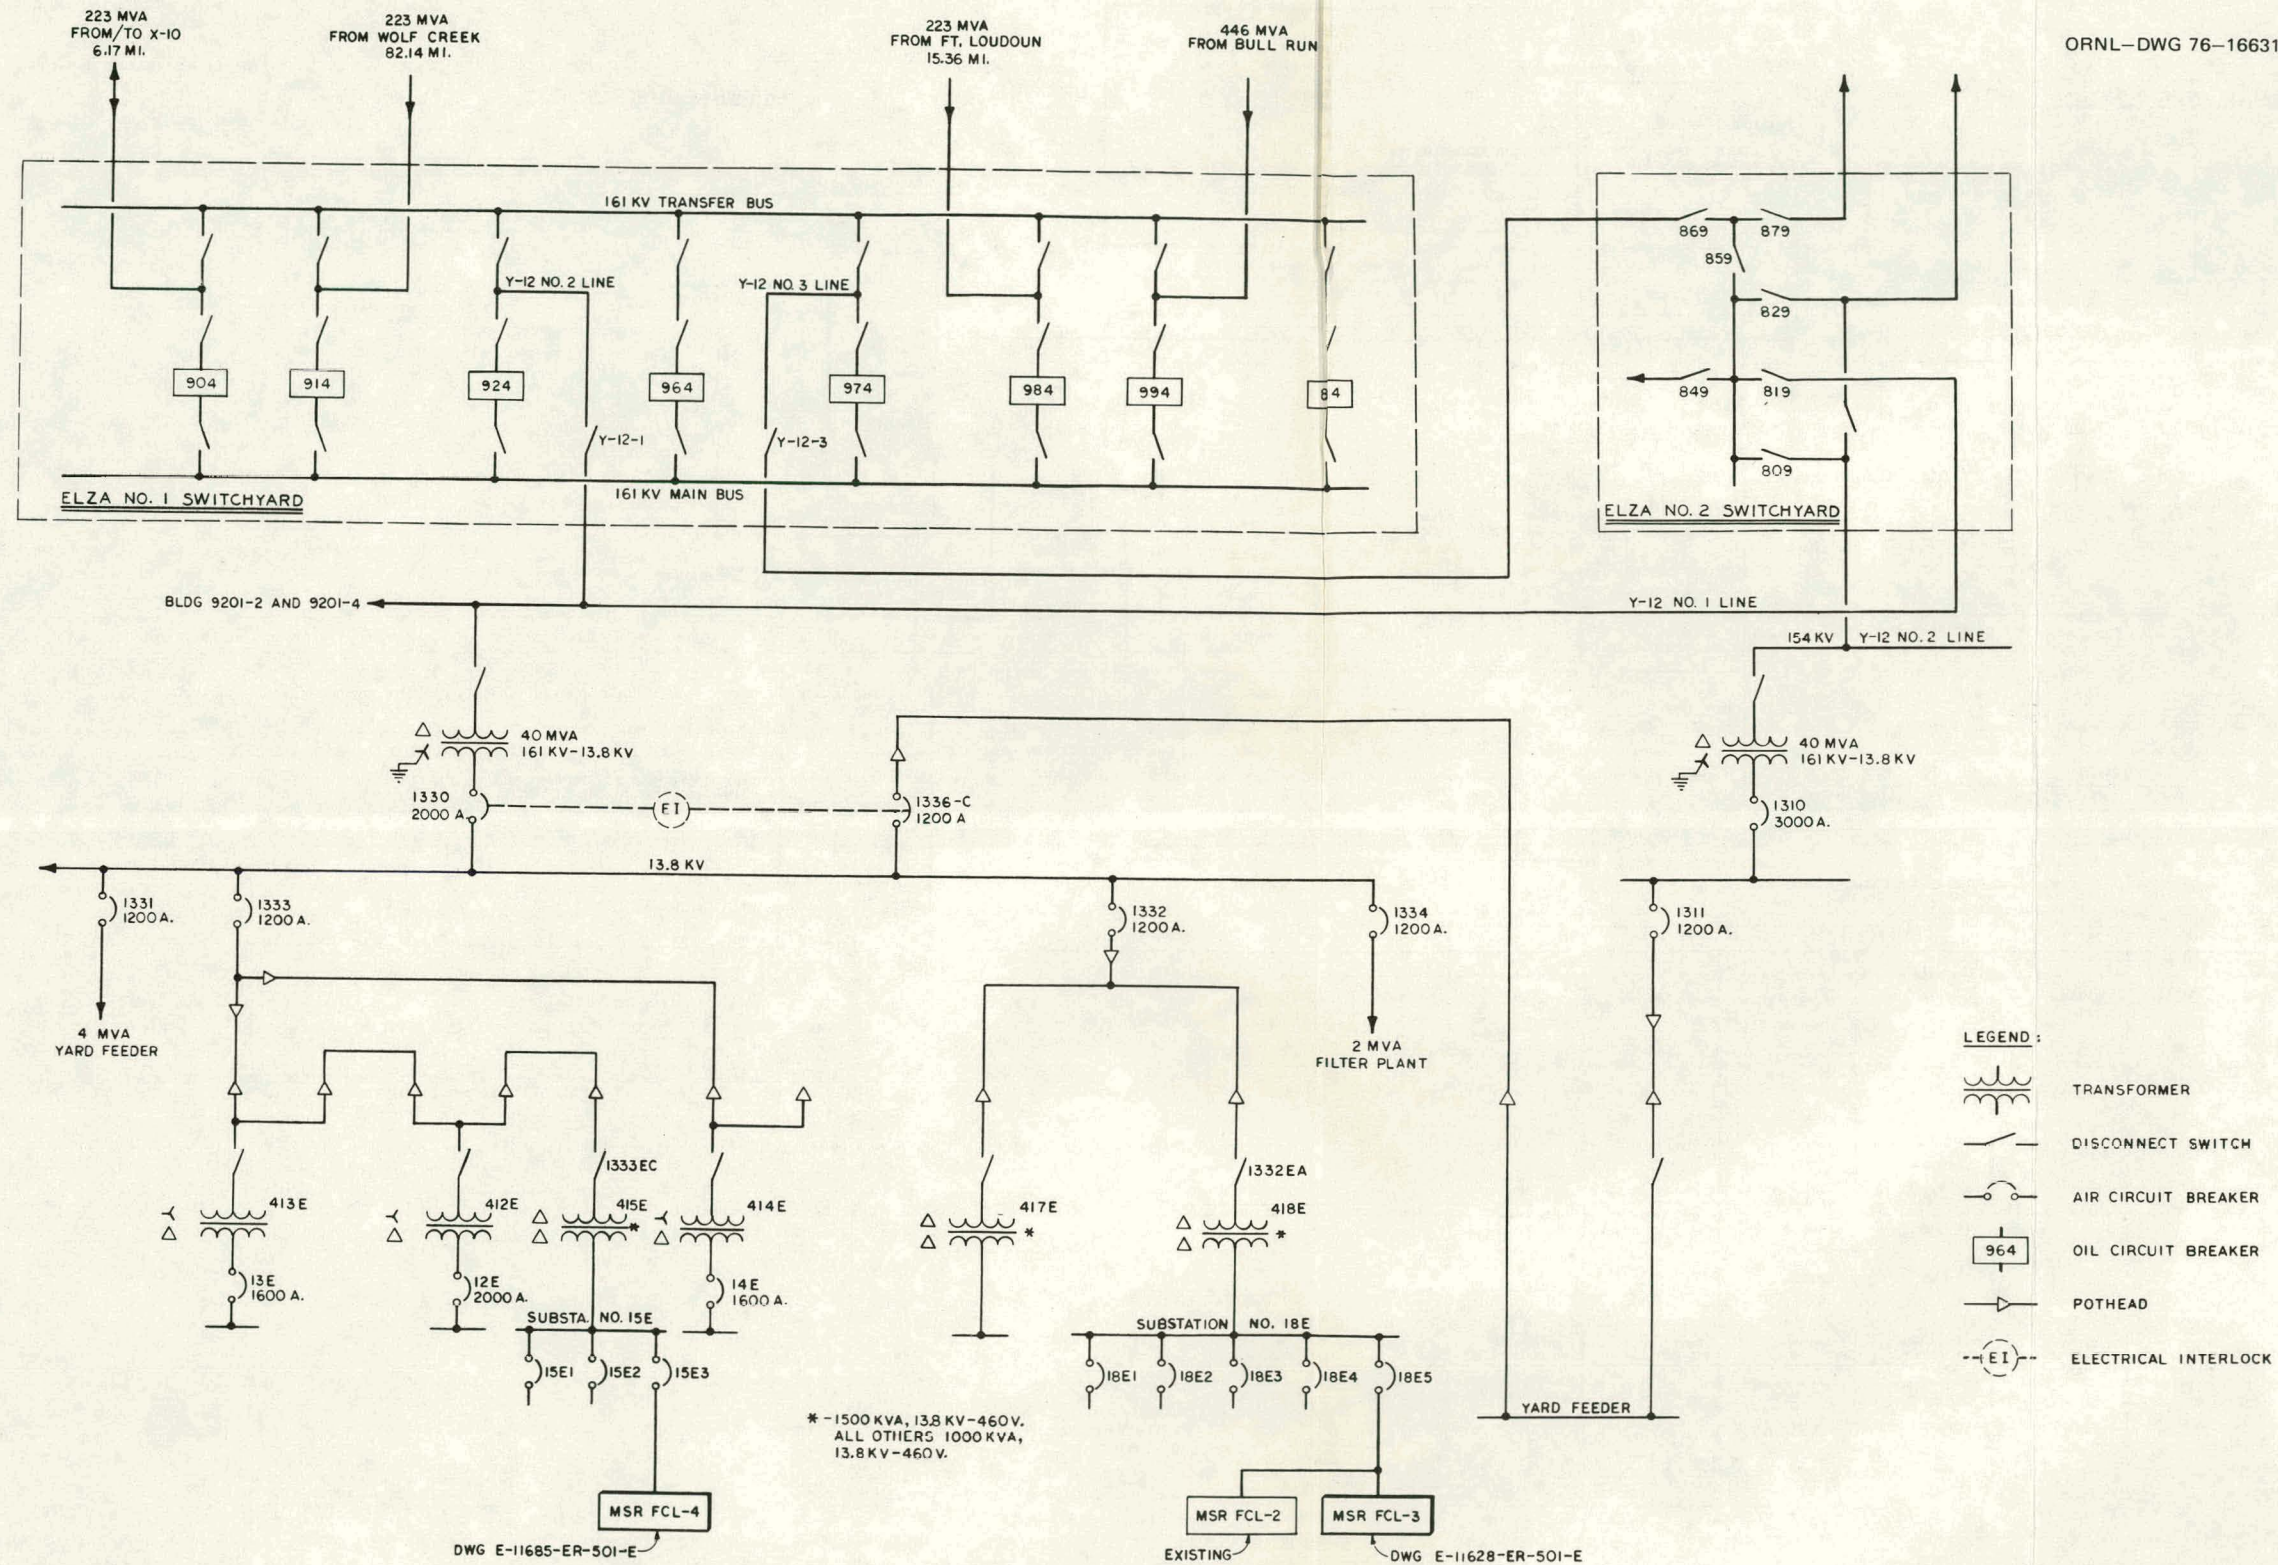 223 MVA
FROM/TO X-10
6.17 MI.
223 MVA
FROM WOLF CREEK
82.14 MI.
223 MVA
FROM FT. LOUDOUN
15.36 MI.
446 MVA
FROM BULL RUN
ORNL-DWG 76-16631
161 KV TRANSFER BUS
869
879
859
Y-12 NO. 2 LINE
Y-12 NO. 3 LINE
829
904
914
924
964
974
984
994
84
849
819
Y-12-1
Y-12-3
809
161 KV MAIN BUS
ELZA NO. 1 SWITCHYARD
ELZA NO. 2 SWITCHYARD
BLDG 9201-2 AND 9201-4
Y-12 NO. 1 LINE
154 KV
Y-12 NO. 2 LINE
40 MVA
161 KV-13.8 KV
40 MVA
161 KV-13.8 KV
1330
2000 A.
EI
1336-C
1200 A
1310
3000 A.
13.8 KV
1331
1200 A.
1333
1200 A.
1332
1200 A.
1334
1200 A.
1311
1200 A.
4 MVA
YARD FEEDER
2 MVA
FILTER PLANT
LEGEND :
TRANSFORMER
DISCONNECT SWITCH
AIR CIRCUIT BREAKER
964
OIL CIRCUIT BREAKER
POTHEAD
EI
ELECTRICAL INTERLOCK
1333EC
1332EA
413E
412E
415E
*
414E
417E
*
418E
*
13E
1600 A.
12E
2000 A.
14E
1600 A.
SUBSTA. NO. 15E
SUBSTATION NO. 18E
15E1
15E2
15E3
18E1
18E2
18E3
18E4
18E5
YARD FEEDER
* -1500 KVA, 13.8 KV-460 V.
ALL OTHERS 1000 KVA,
13.8 KV-460 V.
MSR FCL-4
MSR FCL-2
MSR FCL-3
DWG E-11685-ER-501-E
EXISTING
DWG E-11628-ER-501-E